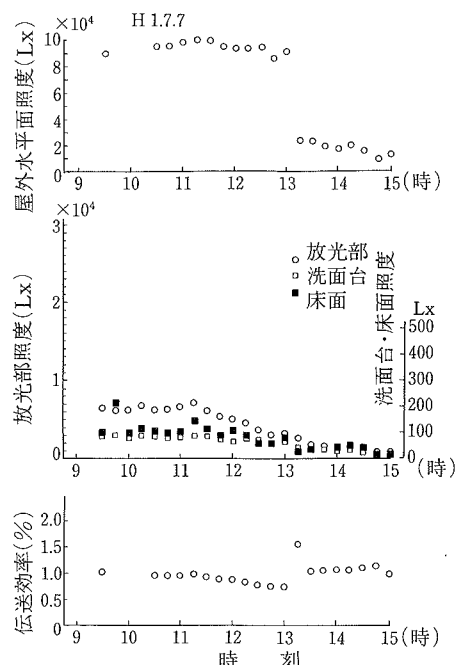 H 1.7.7
×10⁴
屋外水平面照度(Lx)
10
8
6
4
2
0
9 10 11 12 13 14 15(時)
×10⁴
放光部照度(Lx)
3
2
1
0
○ 放光部
□ 洗面台
■ 床面
洗面台・床面照度
Lx
500
400
300
200
100
0
9 10 11 12 13 14 15(時)
伝送効率(%)
2.0
1.5
1.0
0.5
0
9 10 11 12 13 14 15(時)
時 刻